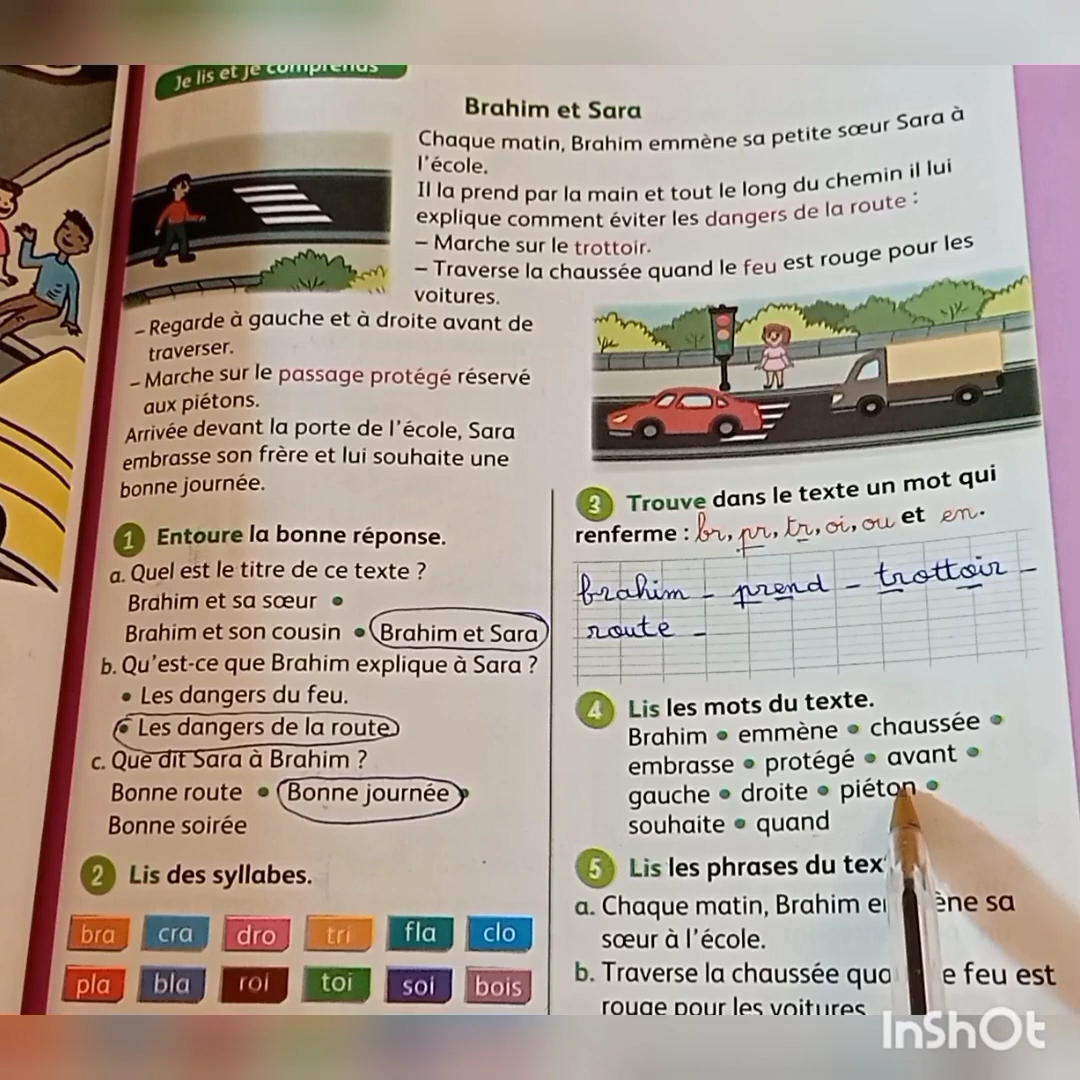 Je lis et je comprends
Brahim et Sara
Chaque matin, Brahim emmène sa petite sœur Sara à
l'école.
Il la prend par la main et tout le long du chemin il lui
explique comment éviter les dangers de la route :
– Marche sur le trottoir.
– Traverse la chaussée quand le feu est rouge pour les
voitures.
– Regarde à gauche et à droite avant de
traverser.
– Marche sur le passage protégé réservé
aux piétons.
Arrivée devant la porte de l'école, Sara
embrasse son frère et lui souhaite une
bonne journée.
1 Entoure la bonne réponse.
a. Quel est le titre de ce texte ?
Brahim et sa sœur •
Brahim et son cousin • Brahim et Sara
b. Qu'est-ce que Brahim explique à Sara ?
• Les dangers du feu.
• Les dangers de la route
c. Que dit Sara à Brahim ?
Bonne route • Bonne journée •
Bonne soirée
2 Lis des syllabes.
bra cra dro tri fla clo
pla bla roi toi soi bois
3 Trouve dans le texte un mot qui
renferme : br, pr, tr, oi, ou et en.
brahim – prend – trottoir –
route –
4 Lis les mots du texte.
Brahim • emmène • chaussée •
embrasse • protégé • avant •
gauche • droite • piéton •
souhaite • quand
5 Lis les phrases du tex
a. Chaque matin, Brahim e ène sa
sœur à l'école.
b. Traverse la chaussée qua e feu est
rouge pour les voitures
InShOt